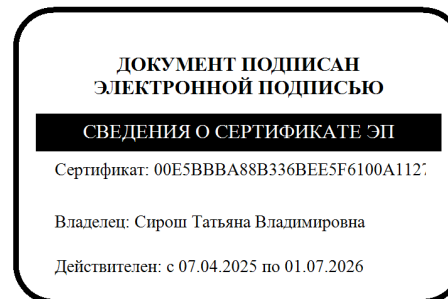 ДОКУМЕНТ ПОДПИСАН
ЭЛЕКТРОННОЙ ПОДПИСЬЮ
СВЕДЕНИЯ О СЕРТИФИКАТЕ ЭП
Сертификат: 00E5BBBA88B336BEE5F6100A1127
Владелец: Сирош Татьяна Владимировна
Действителен: с 07.04.2025 по 01.07.2026